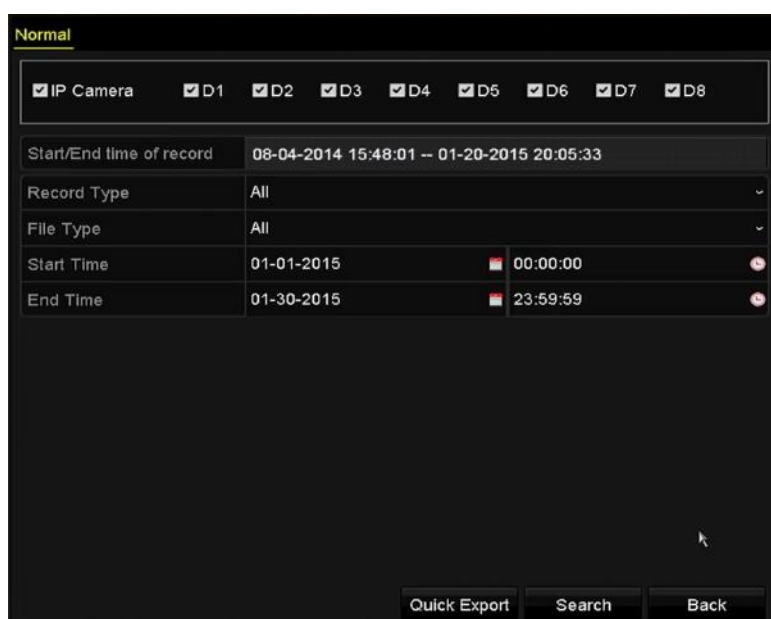 Normal
IP Camera D1 D2 D3 D4 D5 D6 D7 D8
Start/End time of record 08-04-2014 15:48:01 -- 01-20-2015 20:05:33
Record Type All
File Type All
Start Time 01-01-2015 00:00:00
End Time 01-30-2015 23:59:59
Quick Export Search Back